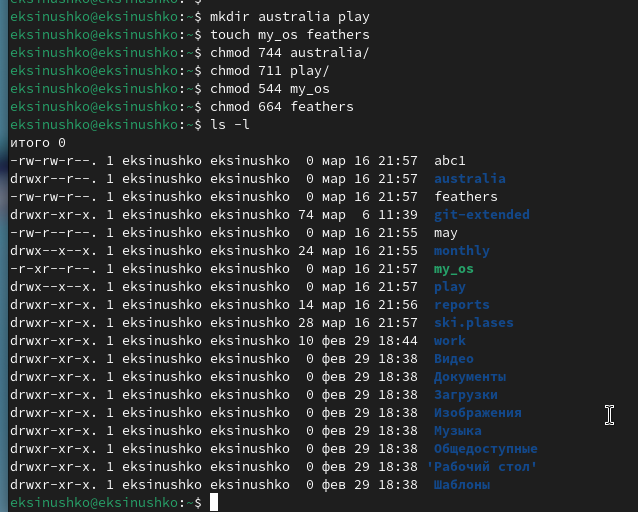 eksinushko@eksinushko:~$ mkdir australia play
eksinushko@eksinushko:~$ touch my_os feathers
eksinushko@eksinushko:~$ chmod 744 australia/
eksinushko@eksinushko:~$ chmod 711 play/
eksinushko@eksinushko:~$ chmod 544 my_os
eksinushko@eksinushko:~$ chmod 664 feathers
eksinushko@eksinushko:~$ ls -l
итого 0
-rw-rw-r--. 1 eksinushko eksinushko  0 мар 16 21:57  abc1
drwxr--r--. 1 eksinushko eksinushko  0 мар 16 21:57  australia
-rw-rw-r--. 1 eksinushko eksinushko  0 мар 16 21:57  feathers
drwxr-xr-x. 1 eksinushko eksinushko 74 мар  6 11:39  git-extended
-rw-r--r--. 1 eksinushko eksinushko  0 мар 16 21:55  may
drwx--x--x. 1 eksinushko eksinushko 24 мар 16 21:55  monthly
-r-xr--r--. 1 eksinushko eksinushko  0 мар 16 21:57  my_os
drwx--x--x. 1 eksinushko eksinushko  0 мар 16 21:57  play
drwxr-xr-x. 1 eksinushko eksinushko 14 мар 16 21:56  reports
drwxr-xr-x. 1 eksinushko eksinushko 28 мар 16 21:57  ski.plases
drwxr-xr-x. 1 eksinushko eksinushko 10 фев 29 18:44  work
drwxr-xr-x. 1 eksinushko eksinushko  0 фев 29 18:38  Видео
drwxr-xr-x. 1 eksinushko eksinushko  0 фев 29 18:38  Документы
drwxr-xr-x. 1 eksinushko eksinushko  0 фев 29 18:38  Загрузки
drwxr-xr-x. 1 eksinushko eksinushko  0 фев 29 18:38  Изображения
drwxr-xr-x. 1 eksinushko eksinushko  0 фев 29 18:38  Музыка
drwxr-xr-x. 1 eksinushko eksinushko  0 фев 29 18:38  Общедоступные
drwxr-xr-x. 1 eksinushko eksinushko  0 фев 29 18:38 'Рабочий стол'
drwxr-xr-x. 1 eksinushko eksinushko  0 фев 29 18:38  Шаблоны
eksinushko@eksinushko:~$